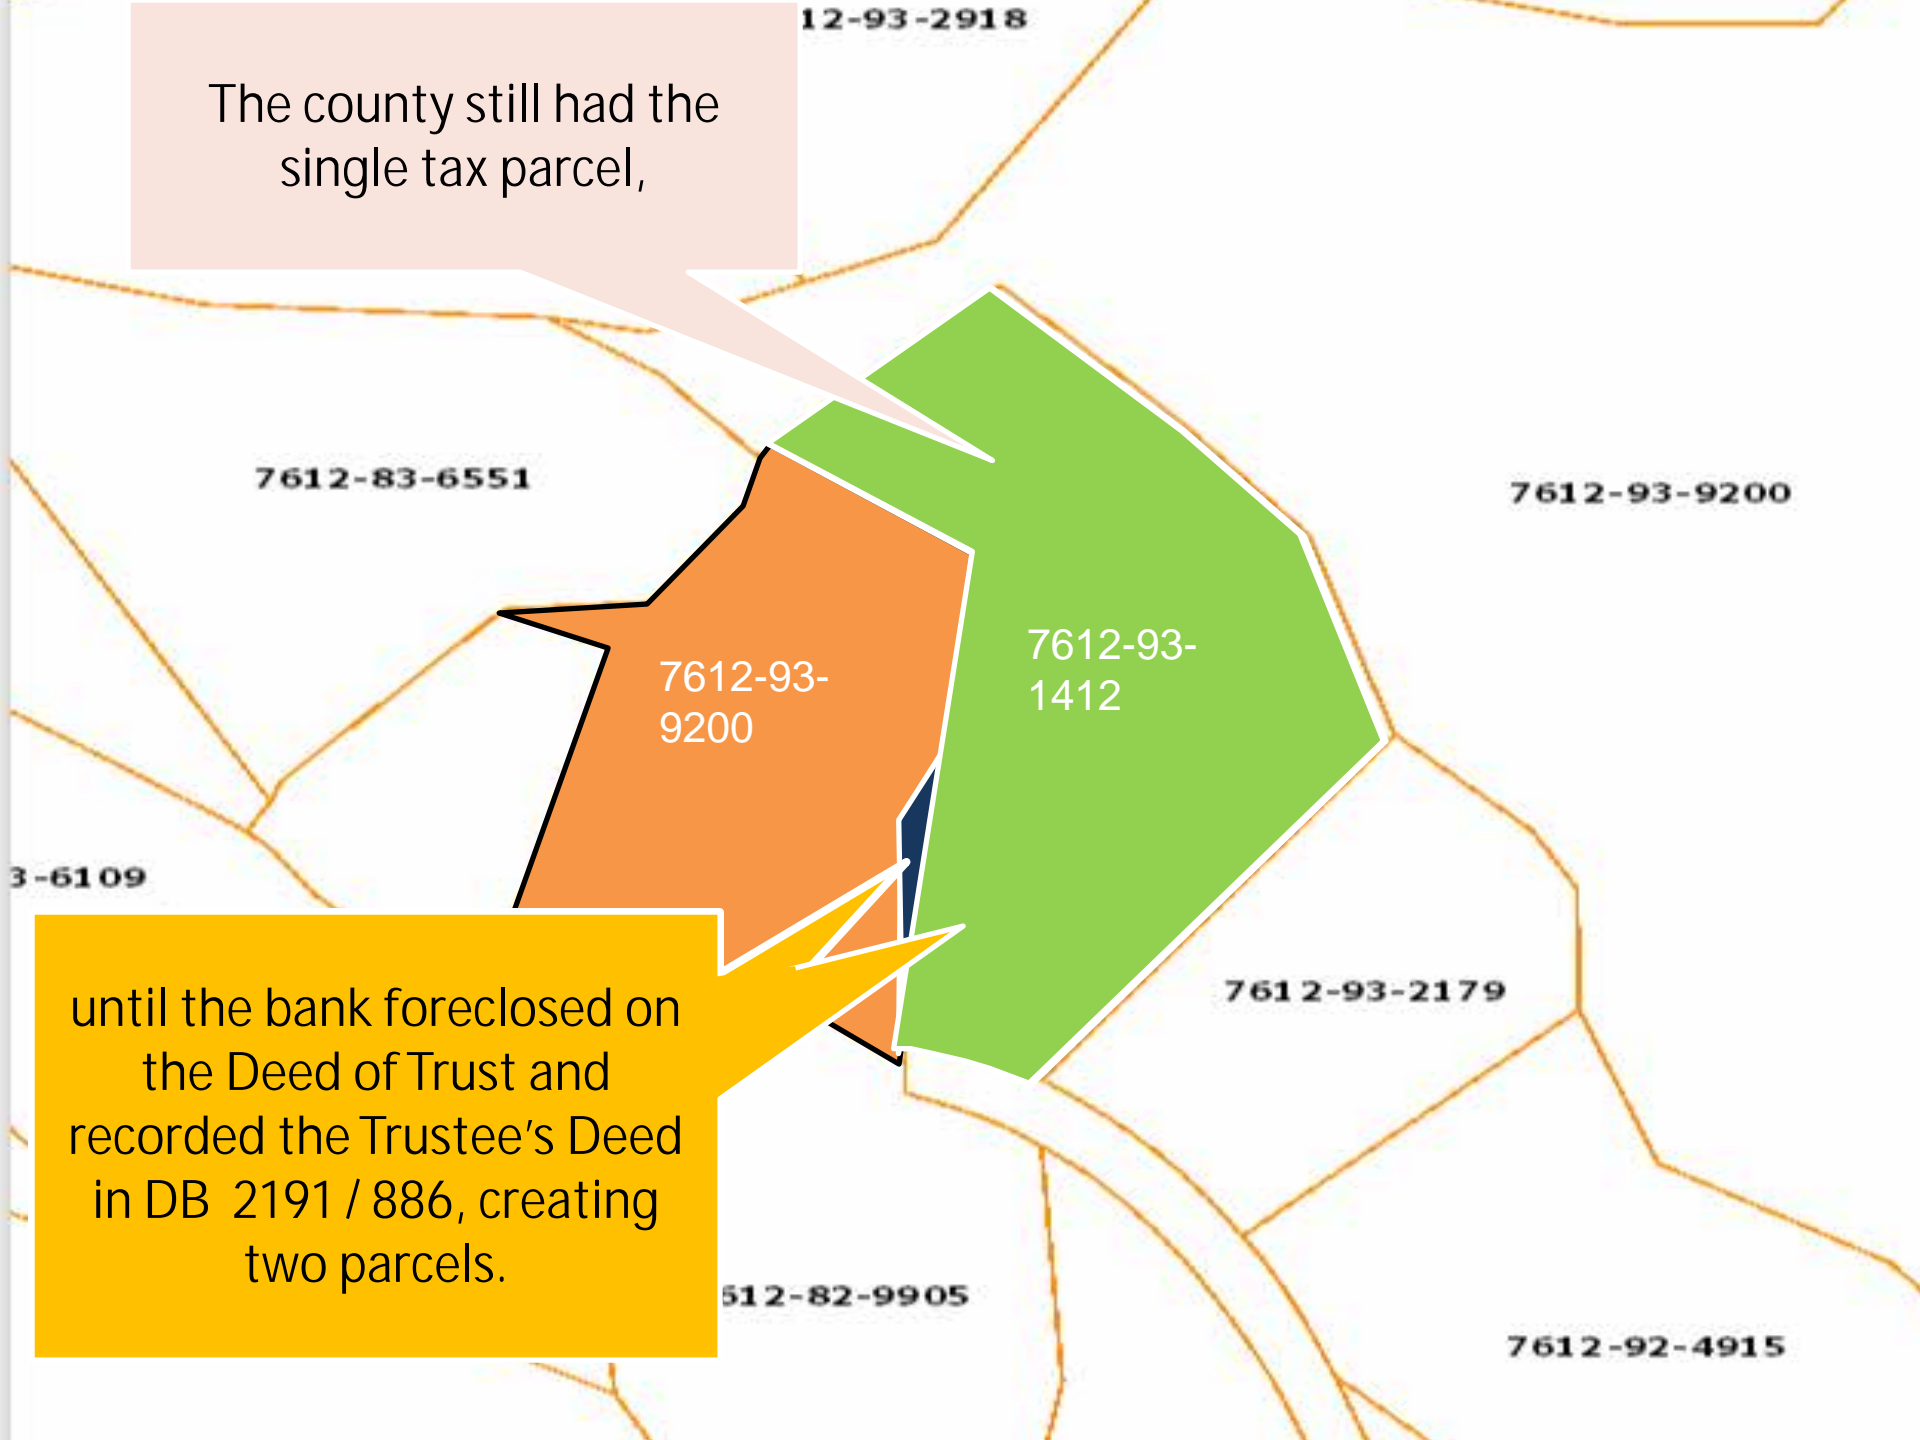 12-93-2918
The county still had the
single tax parcel,
7612-83-6551
7612-93-9200
7612-93-
9200
7612-93-
1412
3-6109
until the bank foreclosed on
the Deed of Trust and
recorded the Trustee’s Deed
in DB 2191 / 886, creating
two parcels.
7612-93-2179
612-82-9905
7612-92-4915